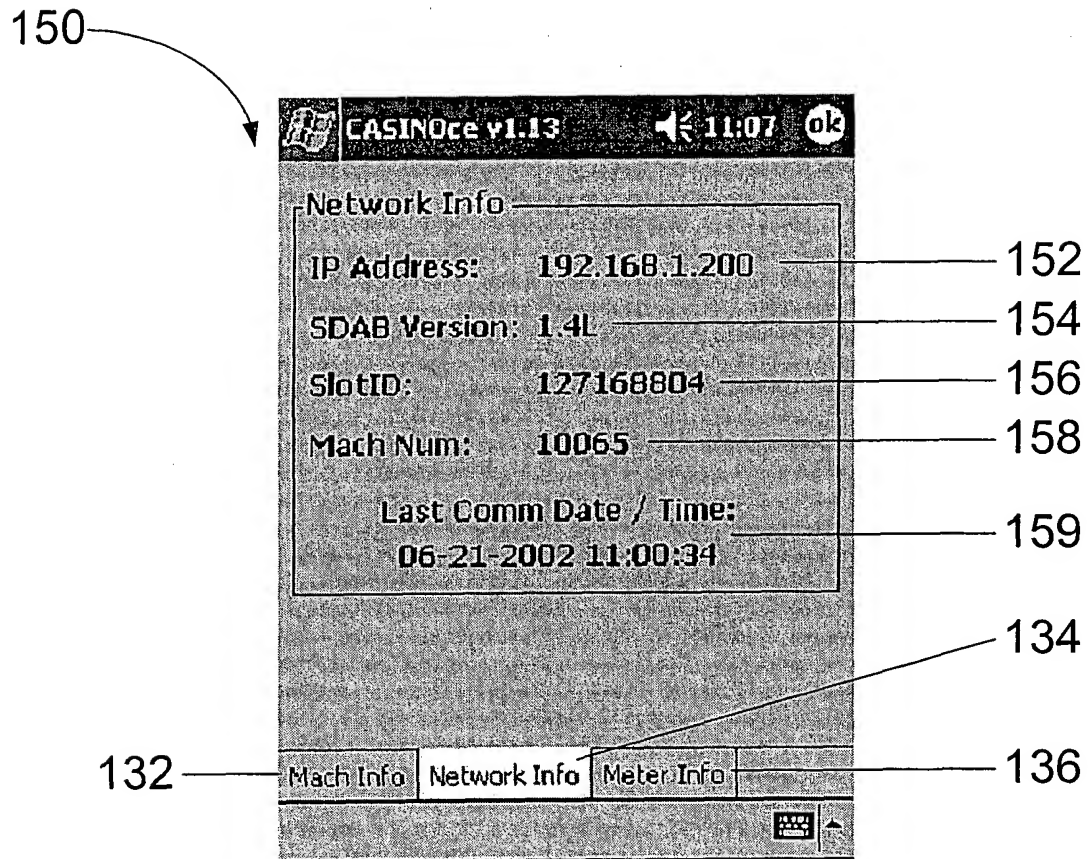 150
CASINOce v1.13 11:07 ok
Network Info
IP Address: 192.168.1.200 152
SDAB Version: 1.4L 154
SlotID: 127168804 156
Mach Num: 10065 158
Last Comm Date / Time:
159
06-21-2002 11:00:34
134
132 Mach Info Network Info Meter Info 136